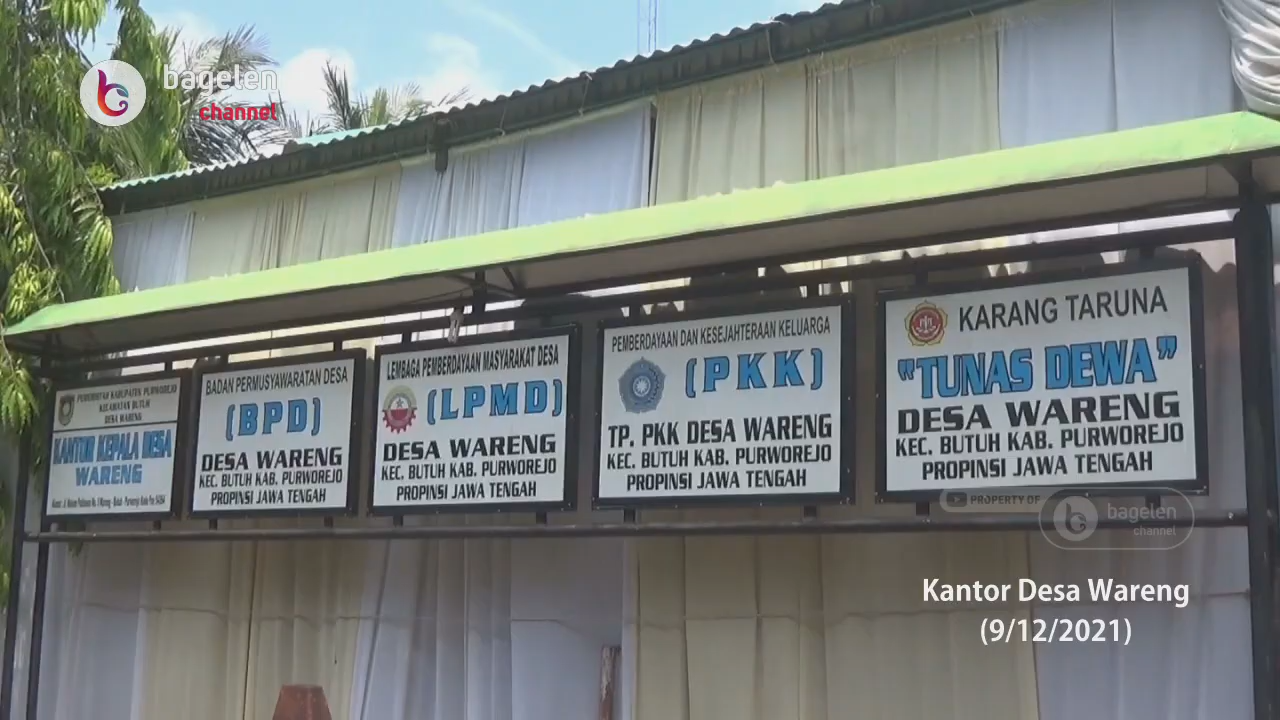 bagelen
channel
PEMERINTAH KABUPATEN PURWOREJO
KECAMATAN BUTUH
DESA WARENG
KANTOR KEPALA DESA
WARENG
BADAN PERMUSYAWARATAN DESA
(BPD)
DESA WARENG
KEC. BUTUH KAB. PURWOREJO
PROPINSI JAWA TENGAH
LEMBAGA PEMBERDAYAAN MASYARAKAT DESA
(LPMD)
DESA WARENG
KEC. BUTUH KAB. PURWOREJO
PROPINSI JAWA TENGAH
PEMBERDAYAAN DAN KESEJAHTERAAN KELUARGA
(PKK)
TP. PKK DESA WARENG
KEC. BUTUH KAB. PURWOREJO
PROPINSI JAWA TENGAH
KARANG TARUNA
"TUNAS DEWA"
DESA WARENG
KEC. BUTUH KAB. PURWOREJO
PROPINSI JAWA TENGAH
PROPERTY OF
bagelen
channel
Kantor Desa Wareng
(9/12/2021)